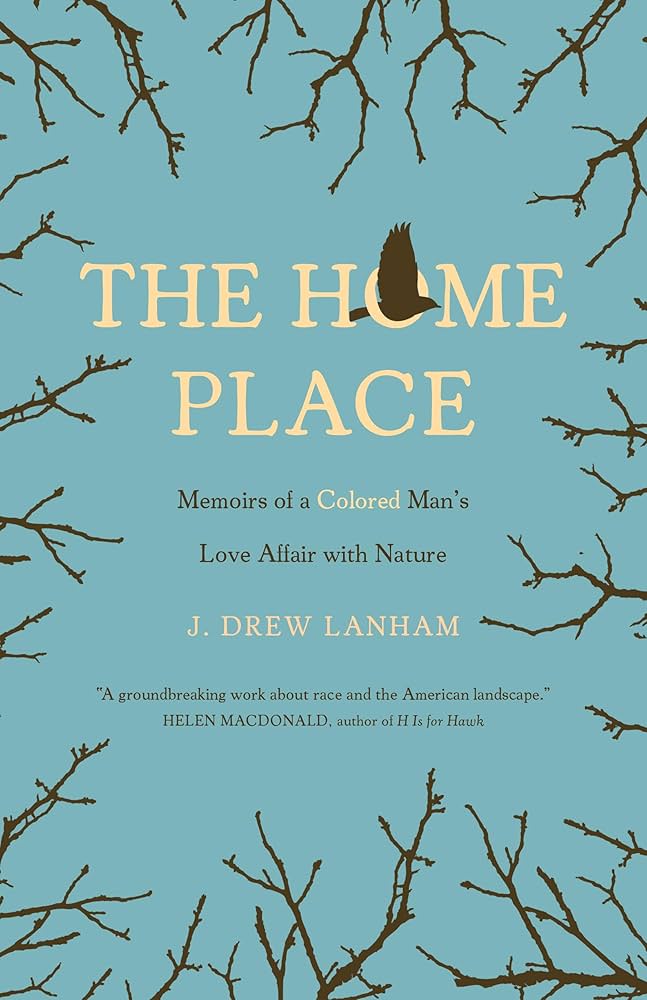 THE HOME
PLACE
Memoirs of a Colored Man's
Love Affair with Nature
J. DREW LANHAM
"A groundbreaking work about race and the American landscape."
HELEN MACDONALD, author of H Is for Hawk